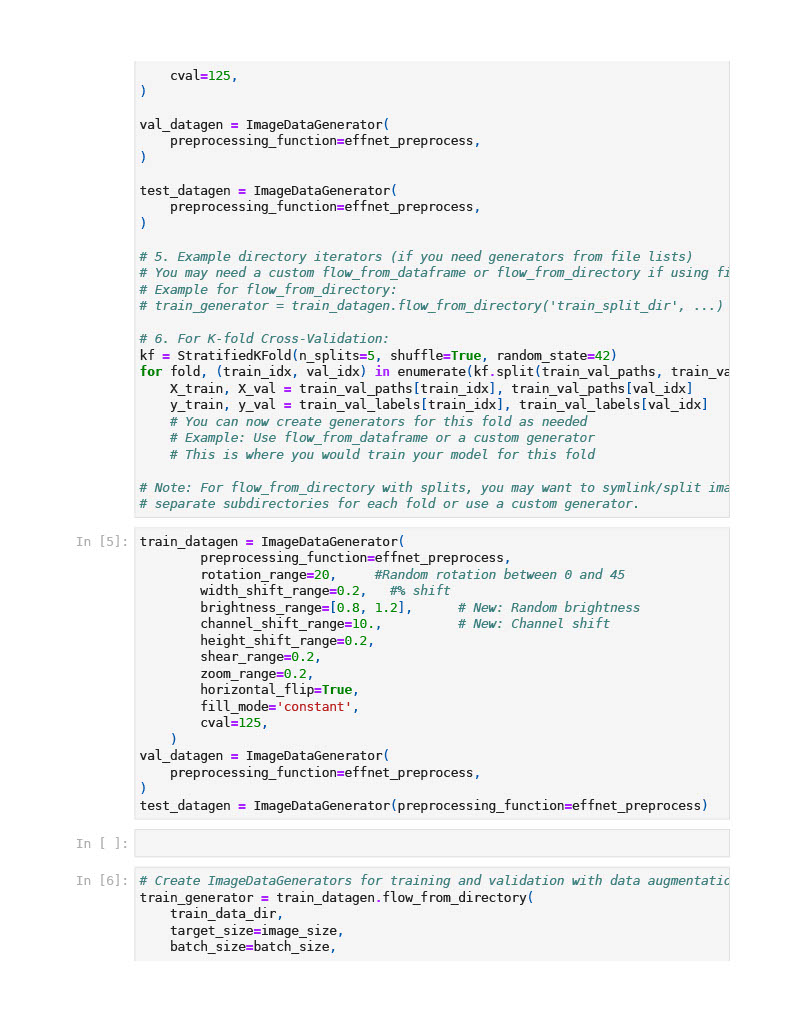 cval=125,
)

val_datagen = ImageDataGenerator(
    preprocessing_function=effnet_preprocess,
)

test_datagen = ImageDataGenerator(
    preprocessing_function=effnet_preprocess,
)

# 5. Example directory iterators (if you need generators from file lists)
# You may need a custom flow_from_dataframe or flow_from_directory if using fi
# Example for flow_from_directory:
# train_generator = train_datagen.flow_from_directory('train_split_dir', ...)

# 6. For K-fold Cross-Validation:
kf = StratifiedKFold(n_splits=5, shuffle=True, random_state=42)
for fold, (train_idx, val_idx) in enumerate(kf.split(train_val_paths, train_va
    X_train, X_val = train_val_paths[train_idx], train_val_paths[val_idx]
    y_train, y_val = train_val_labels[train_idx], train_val_labels[val_idx]
    # You can now create generators for this fold as needed
    # Example: Use flow_from_dataframe or a custom generator
    # This is where you would train your model for this fold

# Note: For flow_from_directory with splits, you may want to symlink/split ima
# separate subdirectories for each fold or use a custom generator.
In [5]: train_datagen = ImageDataGenerator(
        preprocessing_function=effnet_preprocess,
        rotation_range=20,     #Random rotation between 0 and 45
        width_shift_range=0.2,   #% shift
        brightness_range=[0.8, 1.2],      # New: Random brightness
        channel_shift_range=10.,          # New: Channel shift
        height_shift_range=0.2,
        shear_range=0.2,
        zoom_range=0.2,
        horizontal_flip=True,
        fill_mode='constant',
        cval=125,
    )
val_datagen = ImageDataGenerator(
    preprocessing_function=effnet_preprocess,
)
test_datagen = ImageDataGenerator(preprocessing_function=effnet_preprocess)
In [ ]:
In [6]: # Create ImageDataGenerators for training and validation with data augmentatio
train_generator = train_datagen.flow_from_directory(
    train_data_dir,
    target_size=image_size,
    batch_size=batch_size,